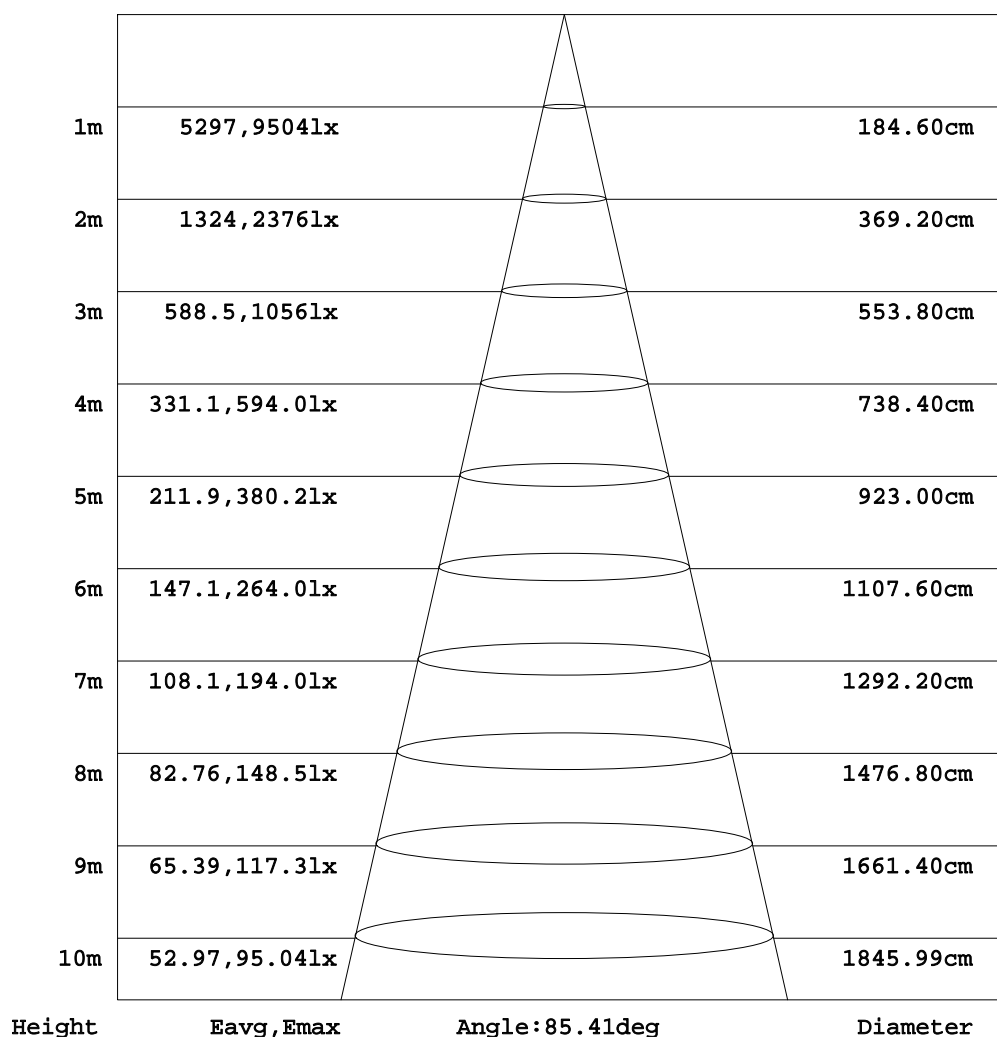 1m 5297,9504lx 184.60cm
2m 1324,2376lx 369.20cm
3m 588.5,1056lx 553.80cm
4m 331.1,594.0lx 738.40cm
5m 211.9,380.2lx 923.00cm
6m 147.1,264.0lx 1107.60cm
7m 108.1,194.0lx 1292.20cm
8m 82.76,148.5lx 1476.80cm
9m 65.39,117.3lx 1661.40cm
10m 52.97,95.04lx 1845.99cm
Height Eavg,Emax Angle:85.41deg Diameter